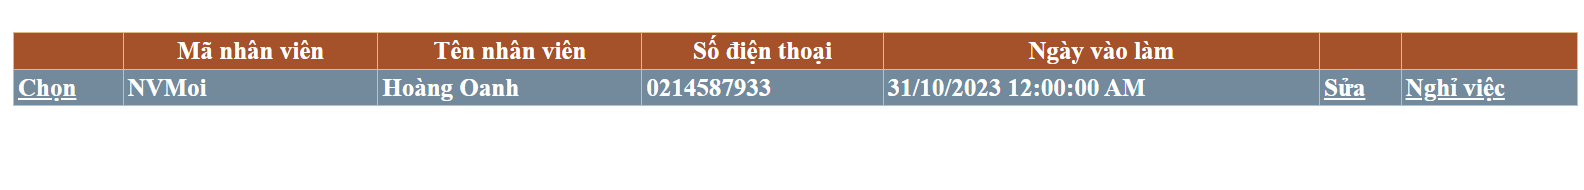 Mã nhân viên Tên nhân viên Số điện thoại Ngày vào làm
Chọn NVMoi Hoàng Oanh 0214587933 31/10/2023 12:00:00 AM Sửa Nghỉ việc